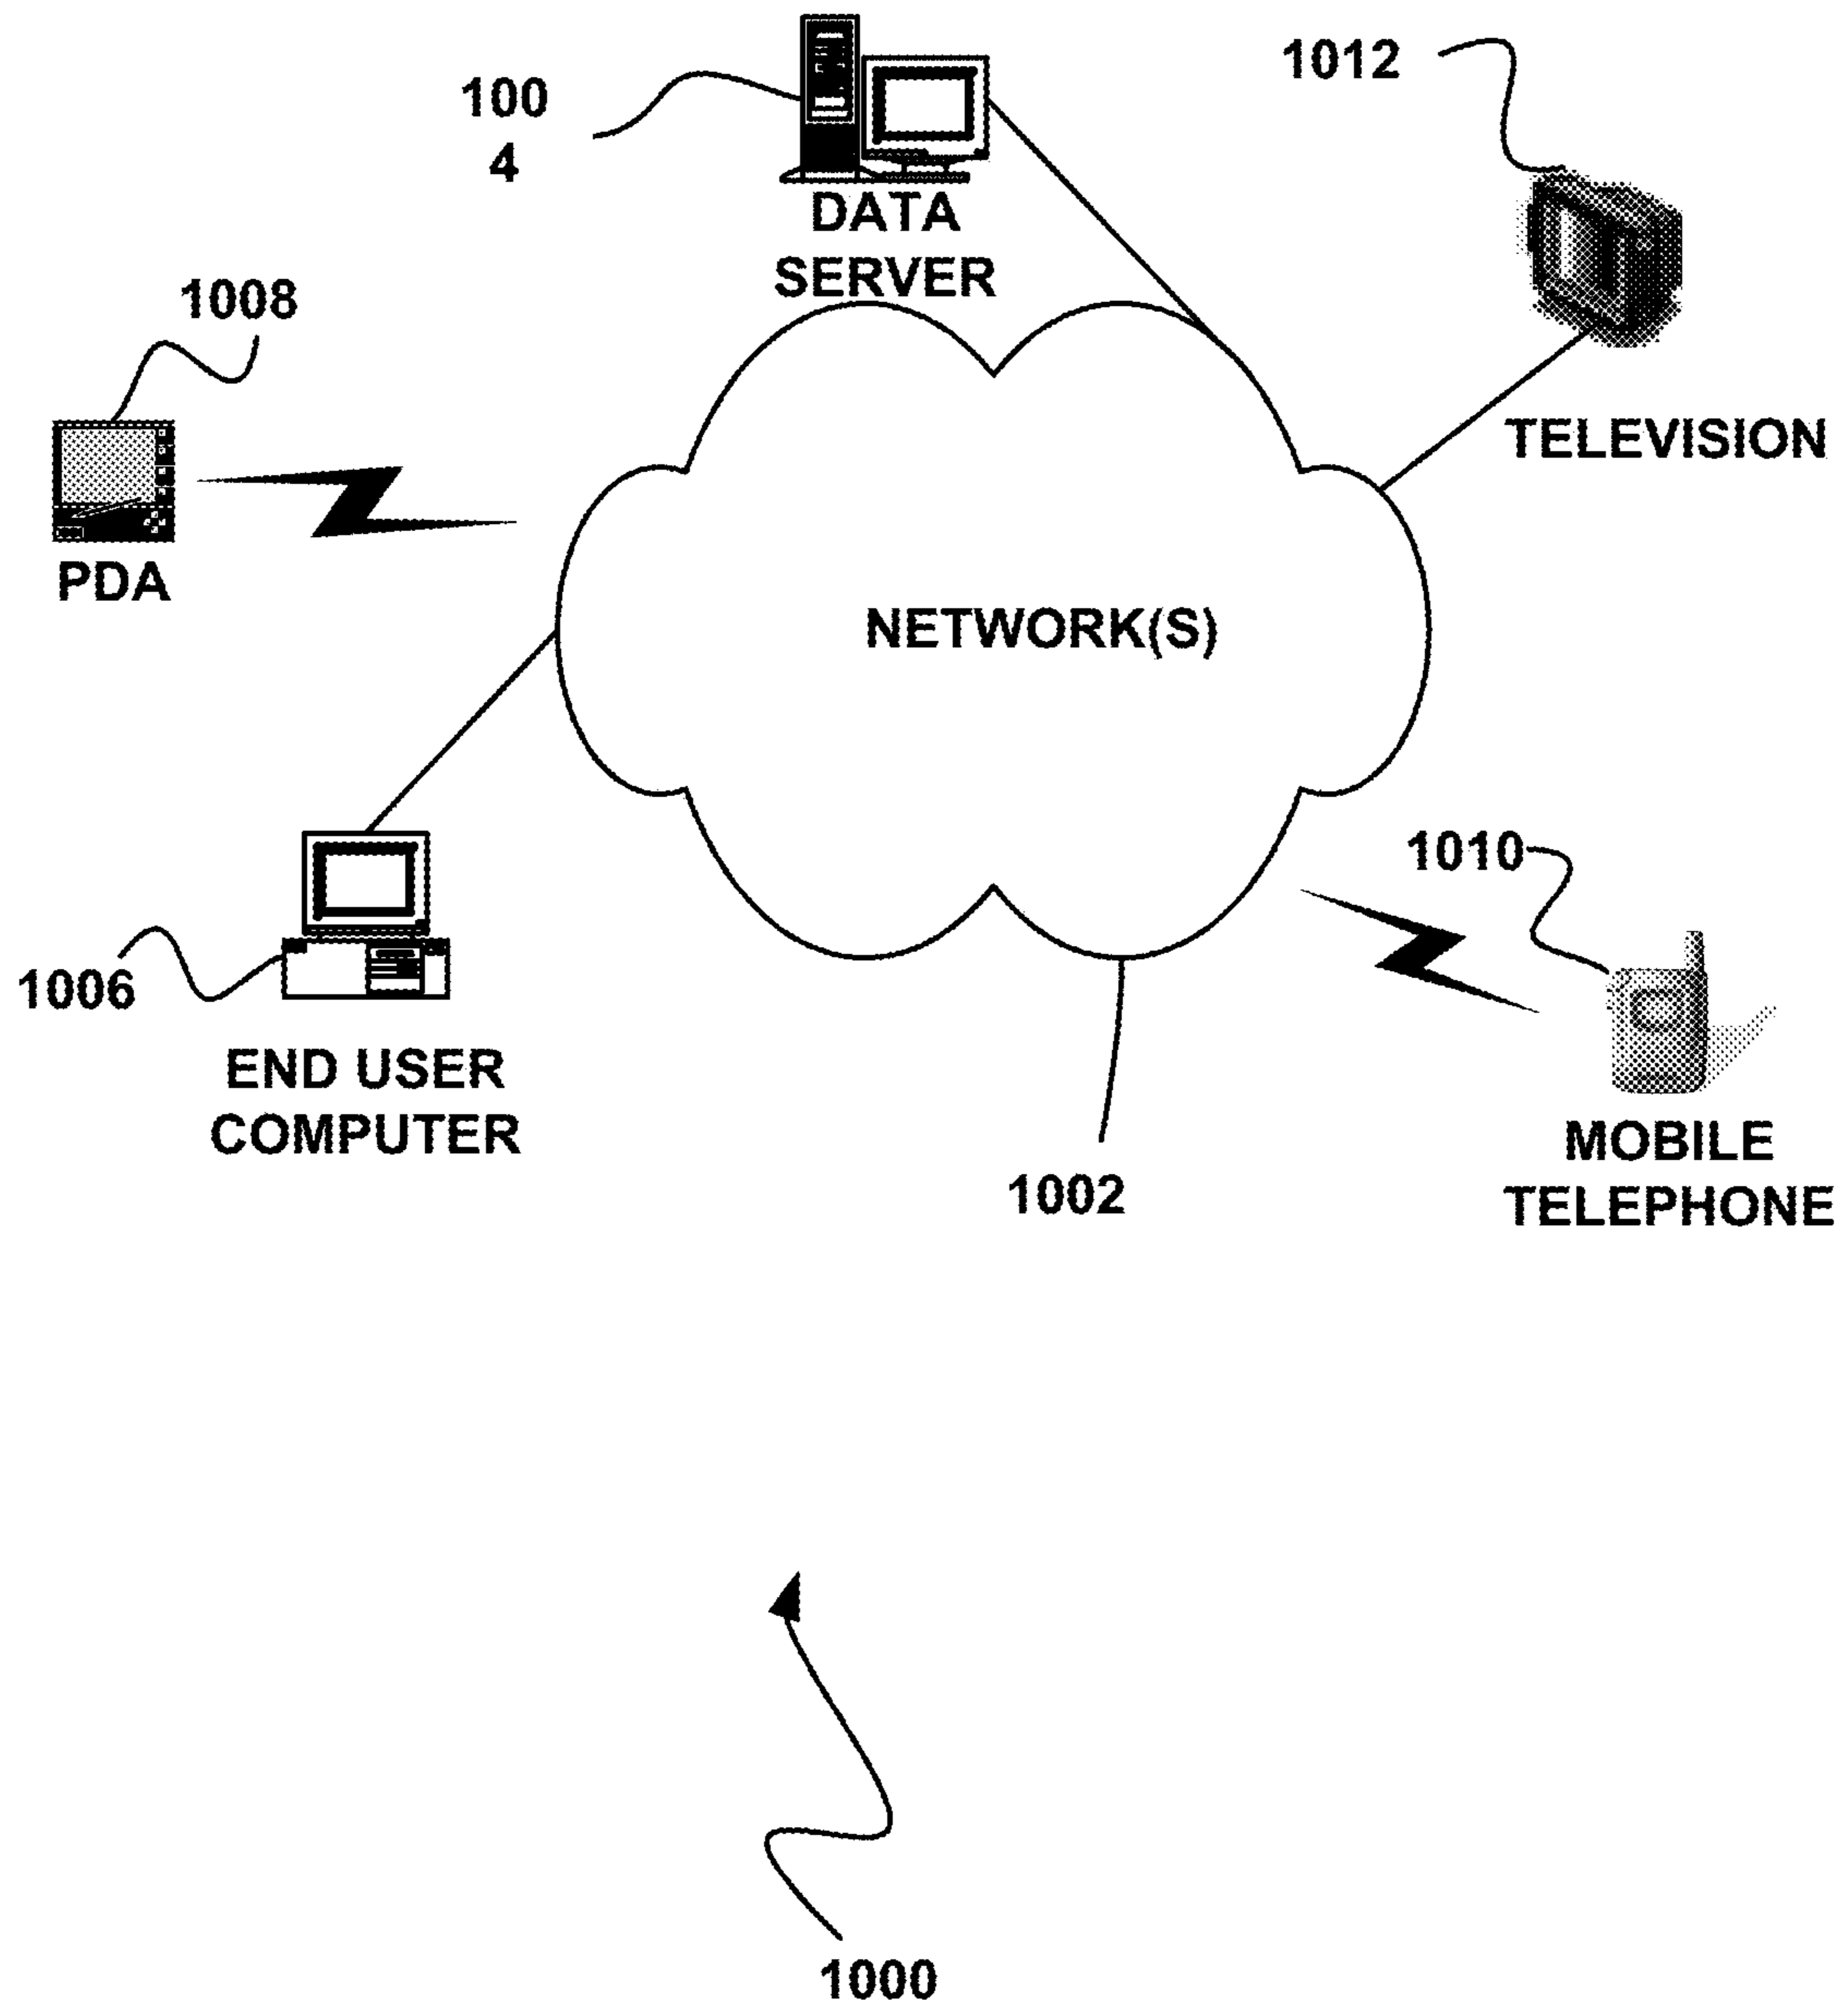 1012
100
4
DATA
SERVER
1008
TELEVISION
PDA
NETWORK(S)
1010
1006
END USER
COMPUTER
MOBILE
TELEPHONE
1002
1000